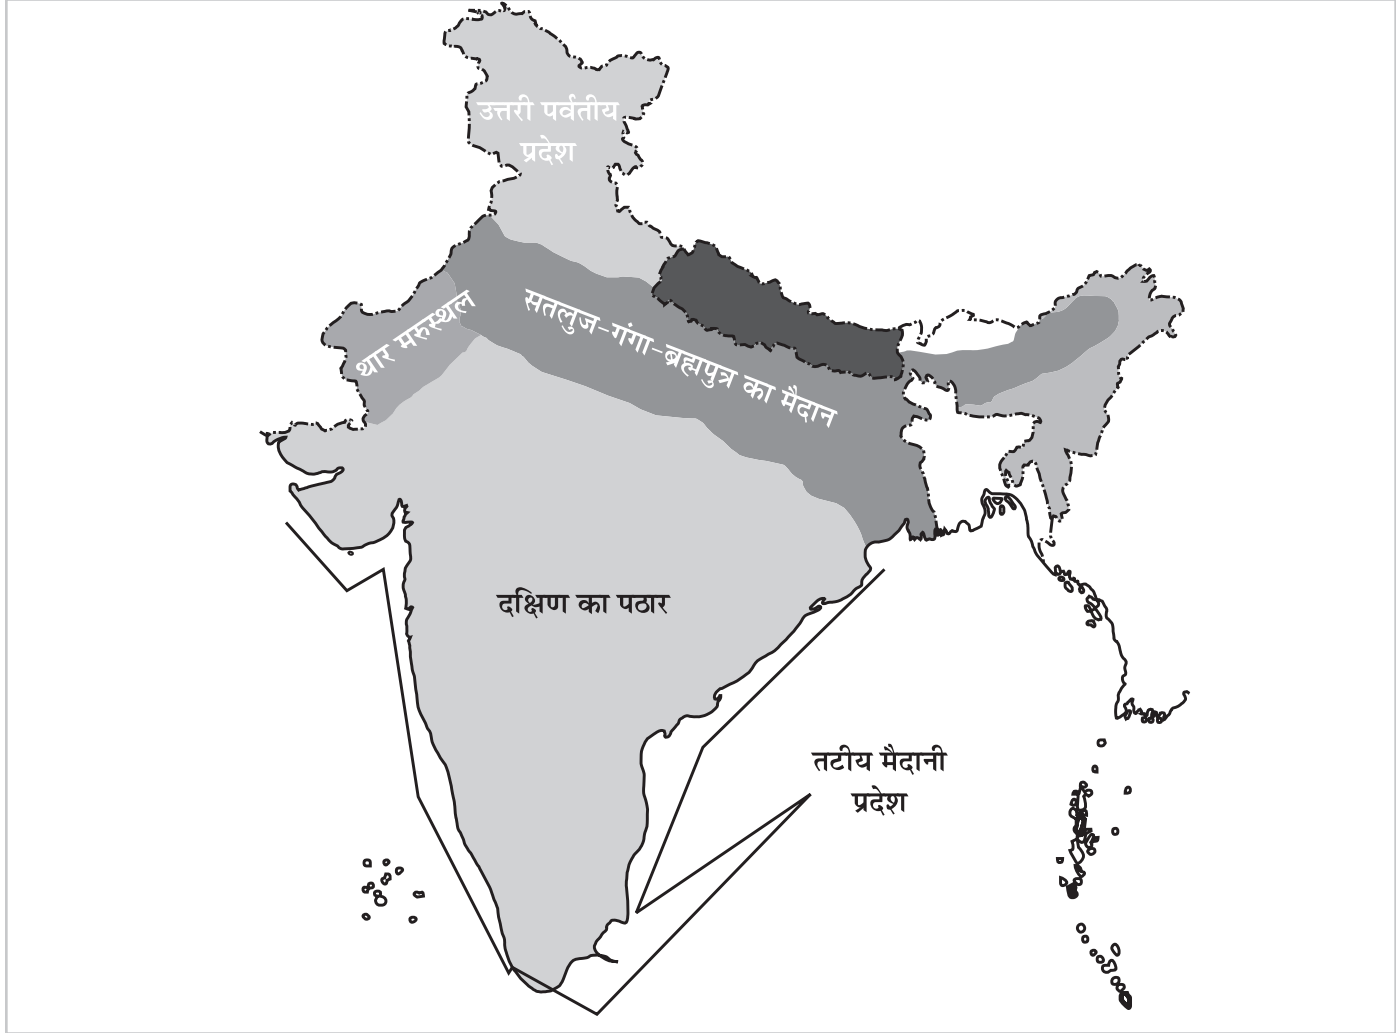 उत्तरी पर्वतीय
प्रदेश
थार मरुस्थल
सतलुज-गंगा-ब्रह्मपुत्र का मैदान
दक्षिण का पठार
तटीय मैदानी
प्रदेश